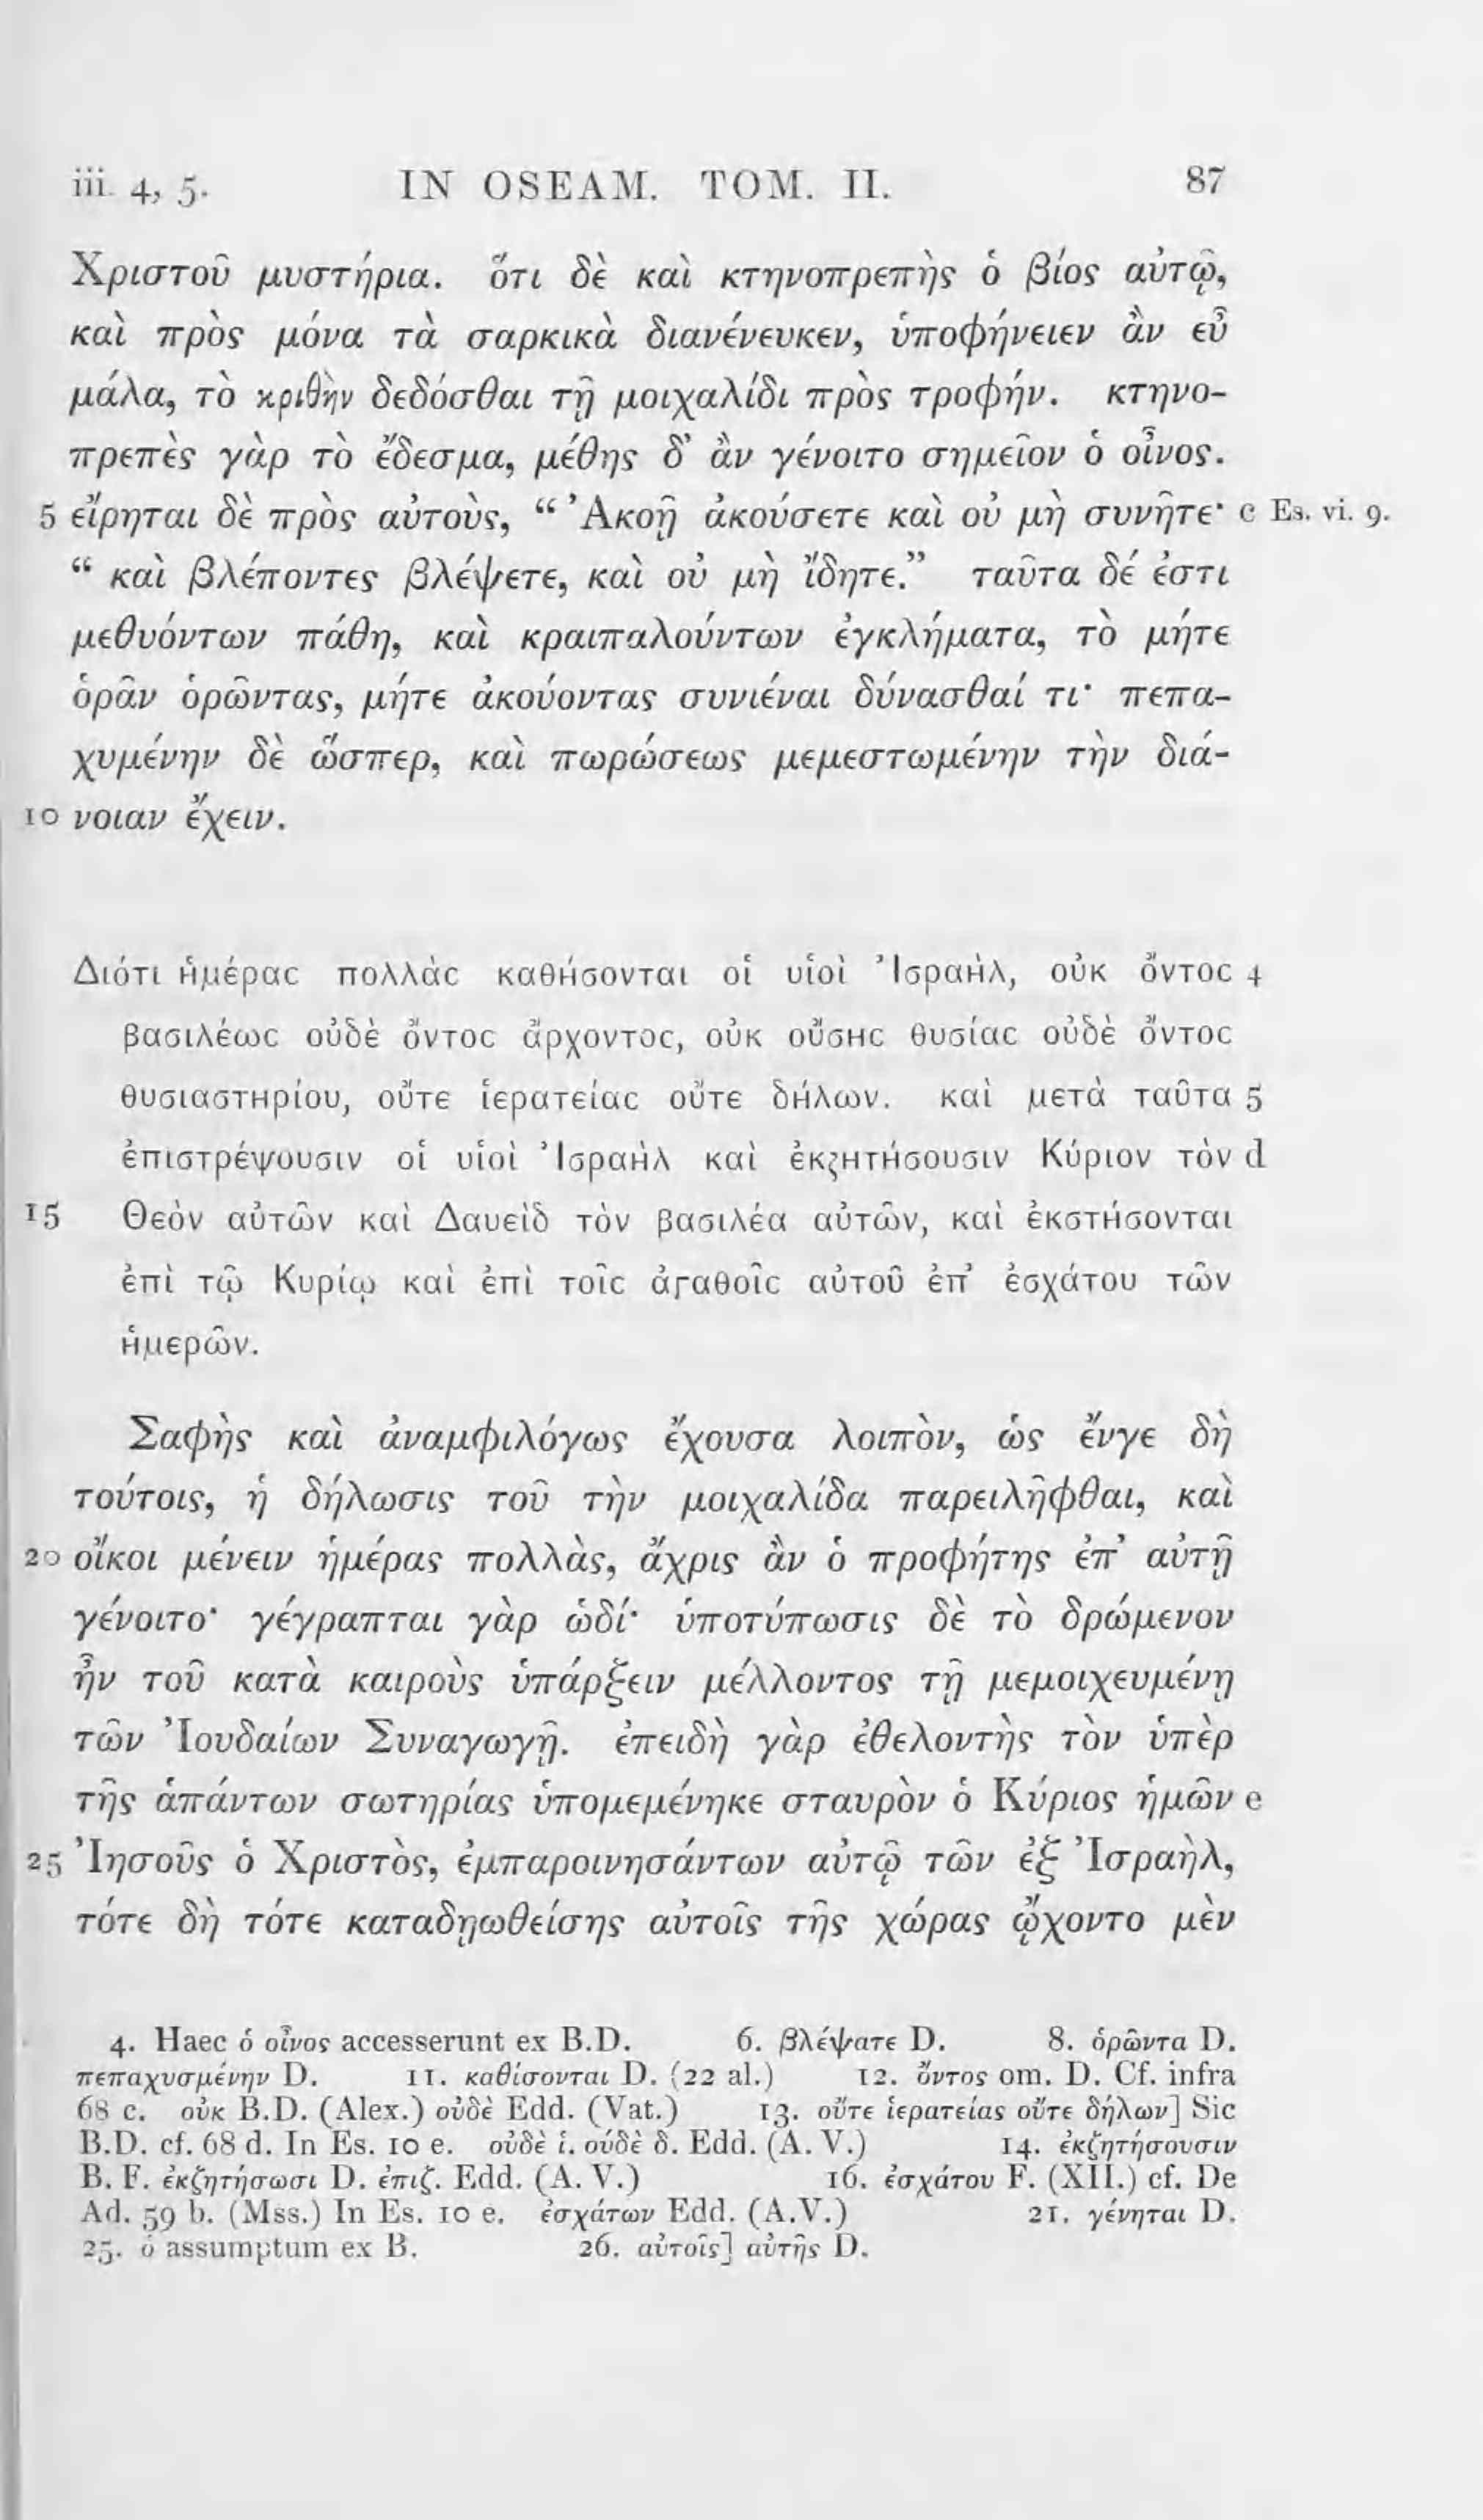 iii. 4, 5. IN OSEAM. TOM. II. 87
Χριστοῦ μυστήρια. ὅτι δὲ καὶ κτηνοπρεπὴς ὁ βίος αὐτῷ,
καὶ πρὸς μόνα τὰ σαρκικὰ διανένευκεν, ὑποφήνειεν ἂν εὖ
μάλα, τὸ κριθὴν δεδόσθαι τῇ μοιχαλίδι πρὸς τροφήν. κτηνο-
πρεπὲς γὰρ τὸ ἔδεσμα, μέθης δ’ ἂν γένοιτο σημεῖον ὁ οἶνος.
5 εἴρηται δὲ πρὸς αὐτοὺς, “ Ἀκοῇ ἀκούσετε καὶ οὐ μὴ συνῆτε· c Es. vi. 9.
“ καὶ βλέποντες βλέψετε, καὶ οὐ μὴ ἴδητε.” ταῦτα δέ ἐστι
μεθυόντων πάθη, καὶ κραιπαλούντων ἐγκλήματα, τὸ μήτε
ὁρᾶν ὁρῶντας, μήτε ἀκούοντας συνιέναι δύνασθαί τι· πεπα-
χυμένην δὲ ὥσπερ, καὶ πωρώσεως μεμεστωμένην τὴν διά-
10 νοιαν ἔχειν.
Διότι ἡμέρας πολλὰς καθήσονται οἱ υἱοὶ Ἰσραὴλ, οὐκ ὄντος 4
βασιλέως οὐδὲ ὄντος ἄρχοντος, οὐκ οὔσης θυσίας οὐδὲ ὄντος
θυσιαστηρίου, οὔτε ἱερατείας οὔτε δήλων. καὶ μετὰ ταῦτα 5
ἐπιστρέψουσιν οἱ υἱοὶ Ἰσραὴλ καὶ ἐκζητήσουσιν Κύριον τὸν d
15 Θεὸν αὐτῶν καὶ Δαυεὶδ τὸν βασιλέα αὐτῶν, καὶ ἐκστήσονται
ἐπὶ τῷ Κυρίῳ καὶ ἐπὶ τοῖς ἀγαθοῖς αὐτοῦ ἐπ’ ἐσχάτου τῶν
ἡμερῶν.
Σαφὴς καὶ ἀναμφιλόγως ἔχουσα λοιπὸν, ὡς ἔνγε δὴ
τούτοις, ἡ δήλωσις τοῦ τὴν μοιχαλίδα παρειλῆφθαι, καὶ
20 οἴκοι μένειν ἡμέρας πολλὰς, ἄχρις ἂν ὁ προφήτης ἐπ’ αὐτῇ
γένοιτο· γέγραπται γὰρ ὡδί· ὑποτύπωσις δὲ τὸ δρώμενον
ἦν τοῦ κατὰ καιροὺς ὑπάρξειν μέλλοντος τῇ μεμοιχευμένῃ
τῶν Ἰουδαίων Συναγωγῇ. ἐπειδὴ γὰρ ἐθελοντὴς τὸν ὑπὲρ
τῆς ἁπάντων σωτηρίας ὑπομεμένηκε σταυρὸν ὁ Κύριος ἡμῶν e
25 Ἰησοῦς ὁ Χριστὸς, ἐμπαροινησάντων αὐτῷ τῶν ἐξ Ἰσραὴλ,
τότε δὴ τότε καταδῃωθείσης αὐτοῖς τῆς χώρας ᾤχοντο μὲν
4. Haec ὁ οἶνος accesserunt ex B.D. 6. βλέψατε D. 8. ὁρῶντα D.
πεπαχυσμένην D. 11. καθίσονται D. (22 al.) 12. ὄντος om. D. Cf. infra
68 c. οὐκ B.D. (Alex.) οὐδὲ Edd. (Vat.) 13. οὔτε ἱερατείας οὔτε δήλων] Sic
B.D. cf. 68 d. In Es. 10 e. οὐδὲ ἱ. οὐδὲ δ. Edd. (A. V.) 14. ἐκζητήσουσιν
B. F. ἐκζητήσωσι D. ἐπιζ. Edd. (A. V.) 16. ἐσχάτου F. (XII.) cf. De
Ad. 59 b. (Mss.) In Es. 10 e. ἐσχάτων Edd. (A.V.) 21. γένηται D.
25. ὁ assumptum ex B. 26. αὐτοῖς] αὐτῆς D.